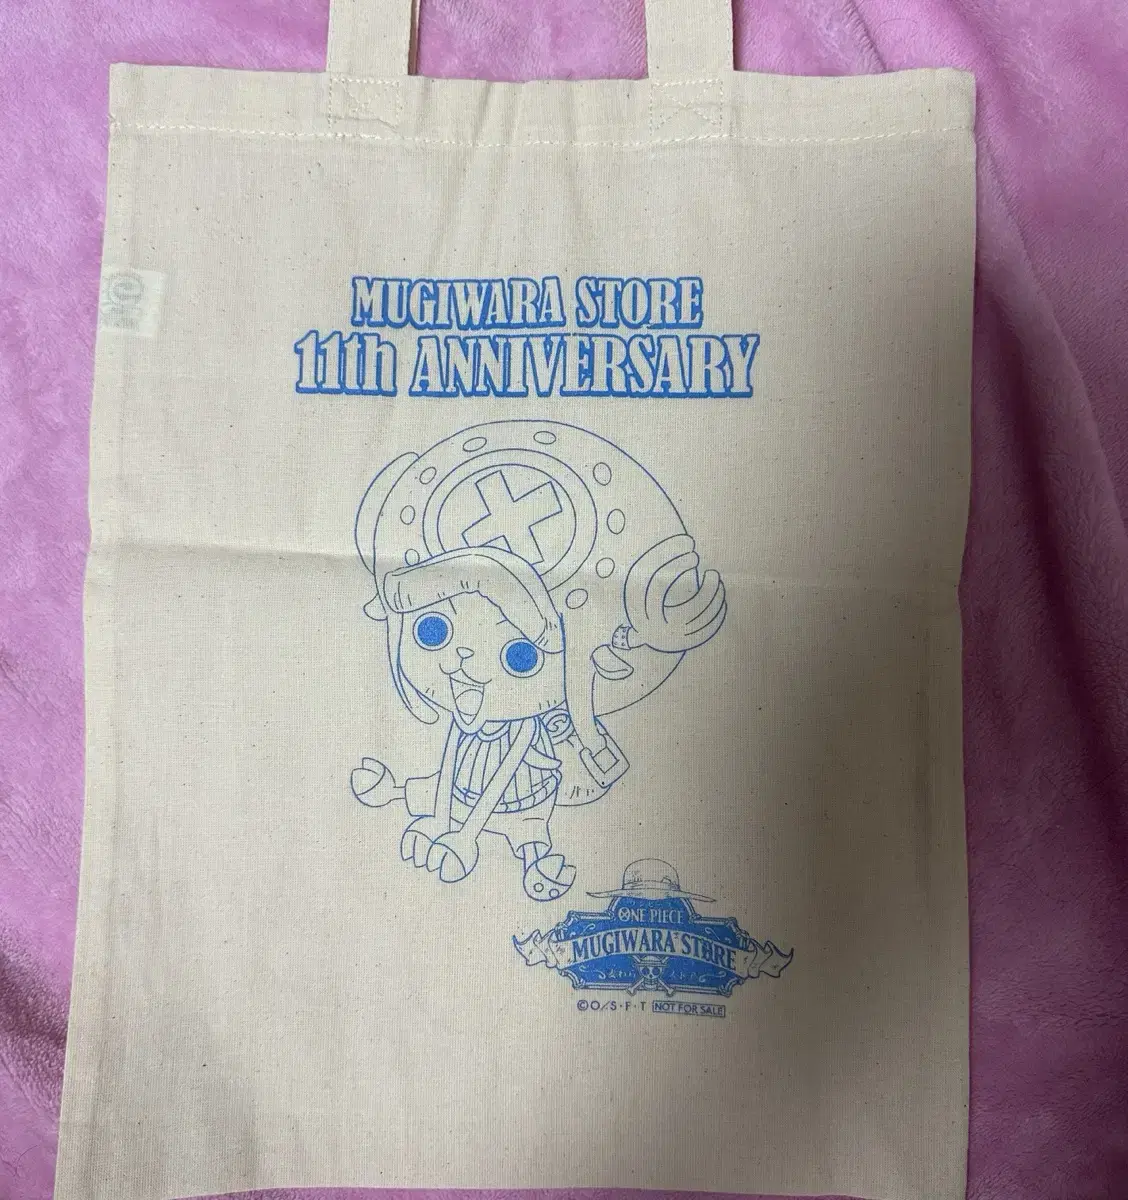 MUGIWARA STORE
11th ANNIVERSARY
ONE PIECE
MUGIWARA STORE
©O/S・F・T NOT FOR SALE